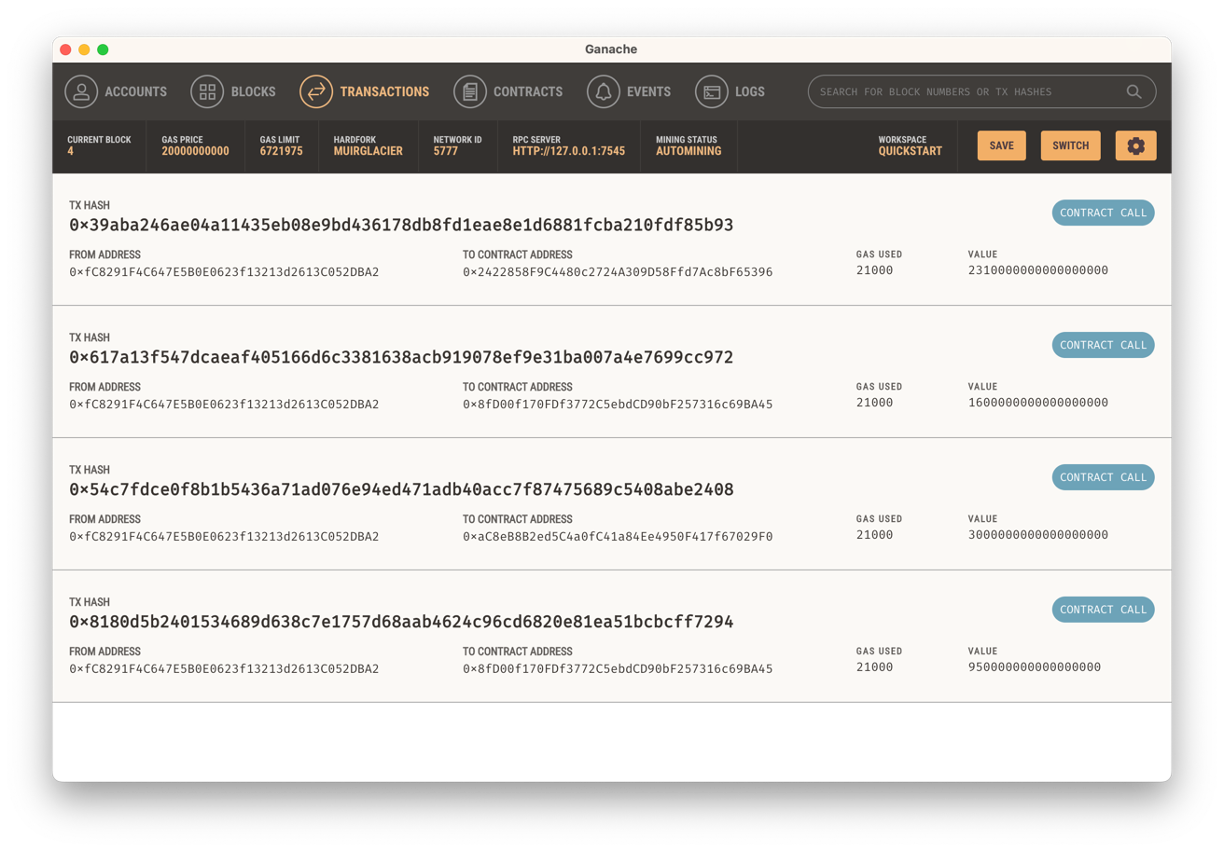 Ganache
ACCOUNTS BLOCKS TRANSACTIONS CONTRACTS EVENTS LOGS SEARCH FOR BLOCK NUMBERS OR TX HASHES
CURRENT BLOCK GAS PRICE GAS LIMIT HARDFORK NETWORK ID RPC SERVER MINING STATUS WORKSPACE
4 20000000000 6721975 MUIRGLACIER 5777 HTTP://127.0.0.1:7545 AUTOMINING QUICKSTART SAVE SWITCH
TX HASH
0×39aba246ae04a11435eb08e9bd436178db8fd1eae8e1d6881fcba210fdf85b93 CONTRACT CALL
FROM ADDRESS TO CONTRACT ADDRESS GAS USED VALUE
0×fC8291F4C647E5B0E0623f13213d2613C052DBA2 0×2422858F9C4480c2724A309D58Ffd7Ac8bF65396 21000 2310000000000000000
TX HASH
0×617a13f547dcaeaf405166d6c3381638acb919078ef9e31ba007a4e7699cc972 CONTRACT CALL
FROM ADDRESS TO CONTRACT ADDRESS GAS USED VALUE
0×fC8291F4C647E5B0E0623f13213d2613C052DBA2 0×8fD00f170FDf3772C5ebdCD90bF257316c69BA45 21000 1600000000000000000
TX HASH
0×54c7fdce0f8b1b5436a71ad076e94ed471adb40acc7f87475689c5408abe2408 CONTRACT CALL
FROM ADDRESS TO CONTRACT ADDRESS GAS USED VALUE
0×fC8291F4C647E5B0E0623f13213d2613C052DBA2 0×aC8eB8B2ed5C4a0fC41a84Ee4950F417f67029F0 21000 3000000000000000000
TX HASH
0×8180d5b2401534689d638c7e1757d68aab4624c96cd6820e81ea51bcbcff7294 CONTRACT CALL
FROM ADDRESS TO CONTRACT ADDRESS GAS USED VALUE
0×fC8291F4C647E5B0E0623f13213d2613C052DBA2 0×8fD00f170FDf3772C5ebdCD90bF257316c69BA45 21000 950000000000000000